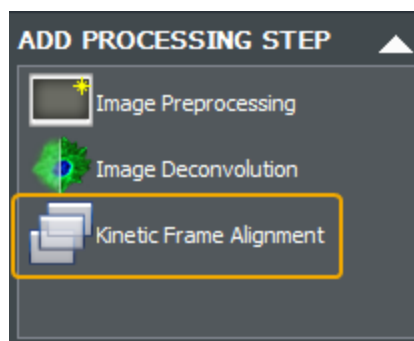 ADD PROCESSING STEP
Image Preprocessing
Image Deconvolution
Kinetic Frame Alignment